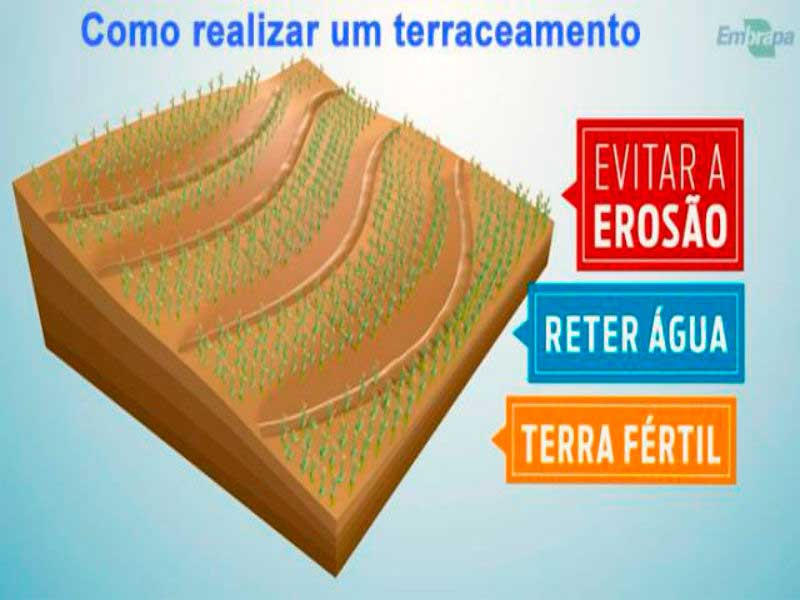 Como realizar um terraceamento
Embrapa
EVITAR A
EROSÃO
RETER ÁGUA
TERRA FÉRTIL